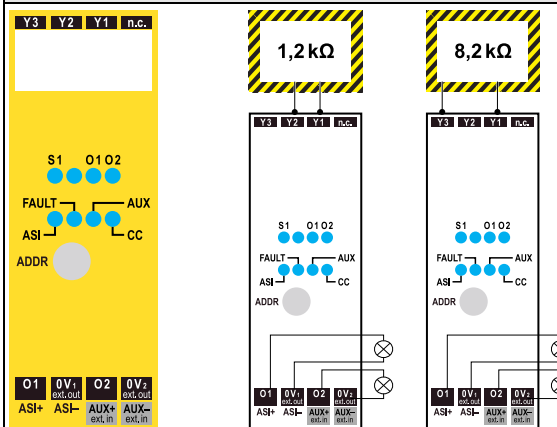 Y3 Y2 Y1 n.c.
S1 O1 O2
FAULT AUX
ASI CC
ADDR
O1 0V1 ext.out O2 0V2 ext.out
ASI+ ASI– AUX+ ext.in AUX– ext.in
1,2 kΩ
Y3 Y2 Y1 n.c.
S1 O1 O2
FAULT AUX
ASI CC
ADDR
O1 0V1 ext.out O2 0V2 ext.out
ASI+ ASI– AUX+ ext.in AUX– ext.in
8,2 kΩ
Y3 Y2 Y1 n.c.
S1 O1 O2
FAULT AUX
ASI CC
ADDR
O1 0V1 ext.out O2 0V2 ext.out
ASI+ ASI– AUX+ ext.in AUX– ext.in